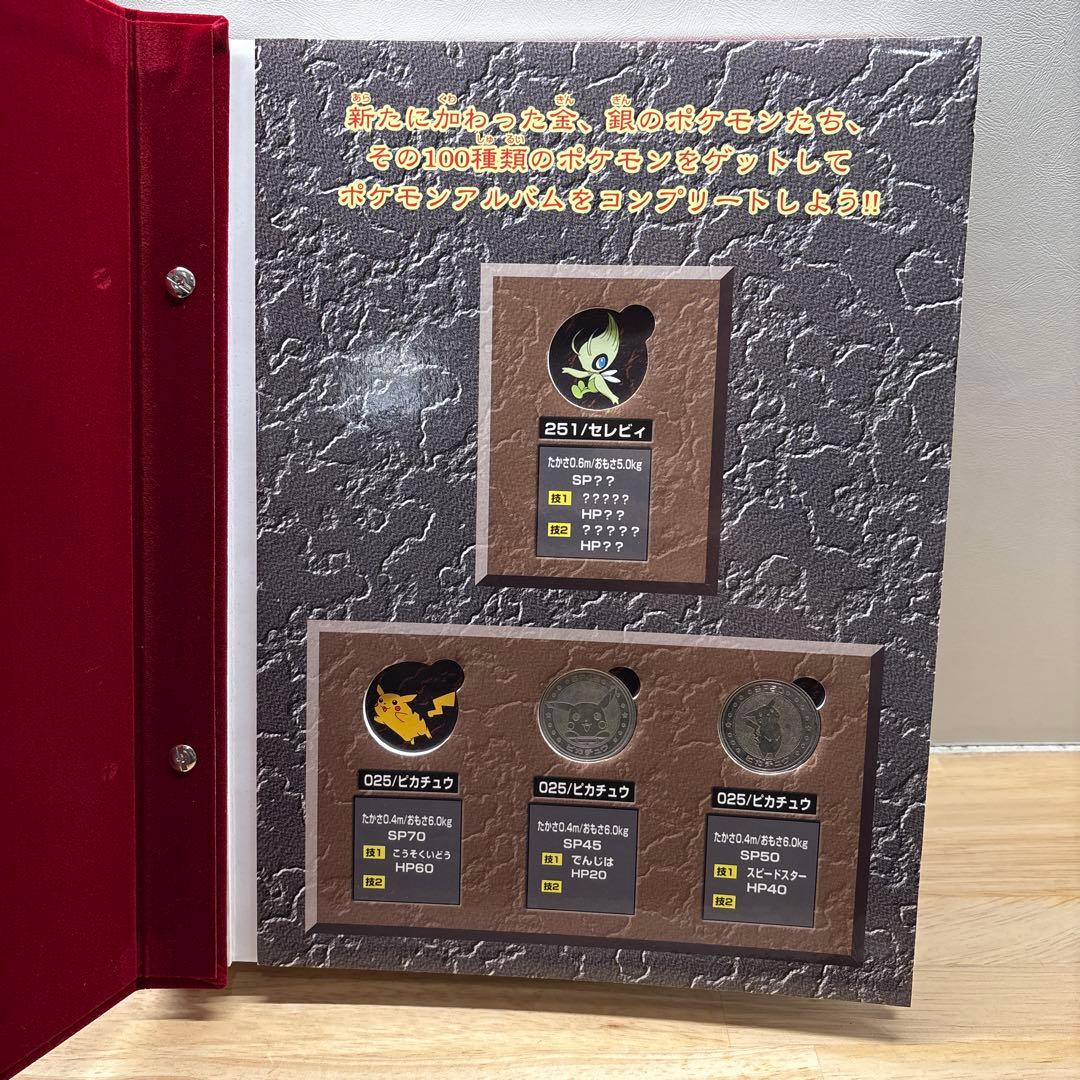 新たに加わった金、銀のポケモンたち、
その100種類のポケモンをゲットして
ポケモンアルバムをコンプリートしよう!!
251/セレビィ
たかさ0.6m/おもさ5.0kg
SP??
技1 ?????
HP??
技2 ?????
HP??
025/ピカチュウ
たかさ0.4m/おもさ6.0kg
SP70
技1 こうそくいどう
HP60
技2
ピカチュウ
025/ピカチュウ
たかさ0.4m/おもさ6.0kg
SP45
技1 でんじは
HP20
技2
025/ピカチュウ
たかさ0.4m/おもさ6.0kg
SP50
技1 スピードスター
HP40
技2